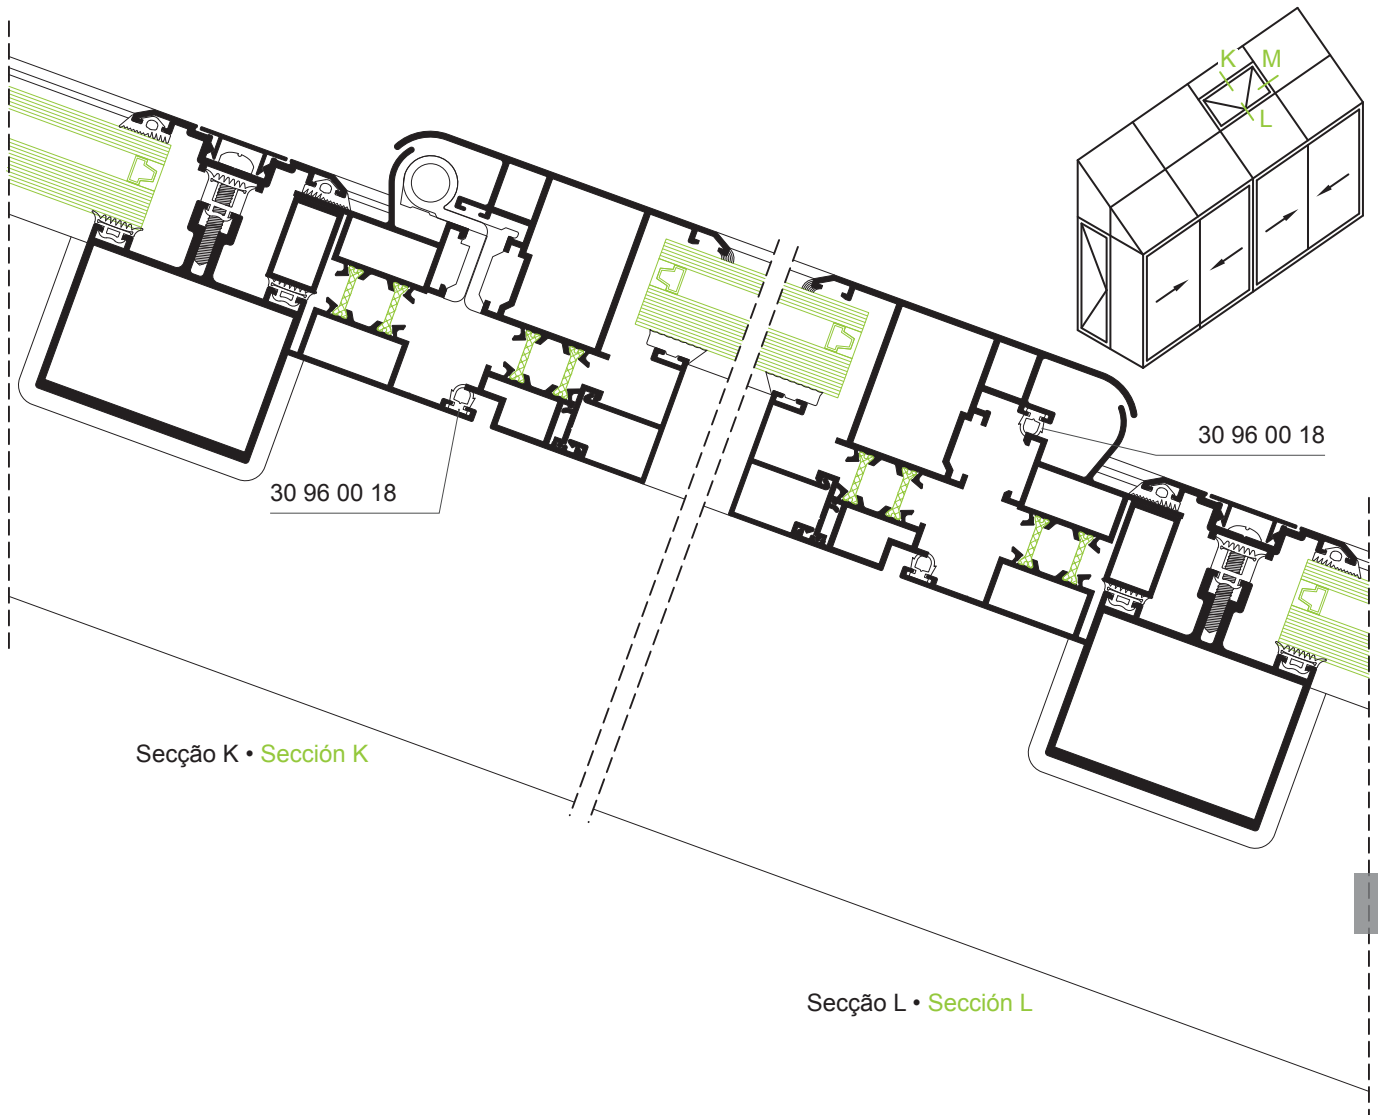 K M
L
30 96 00 18
30 96 00 18
Secção K • Sección K
Secção L • Sección L